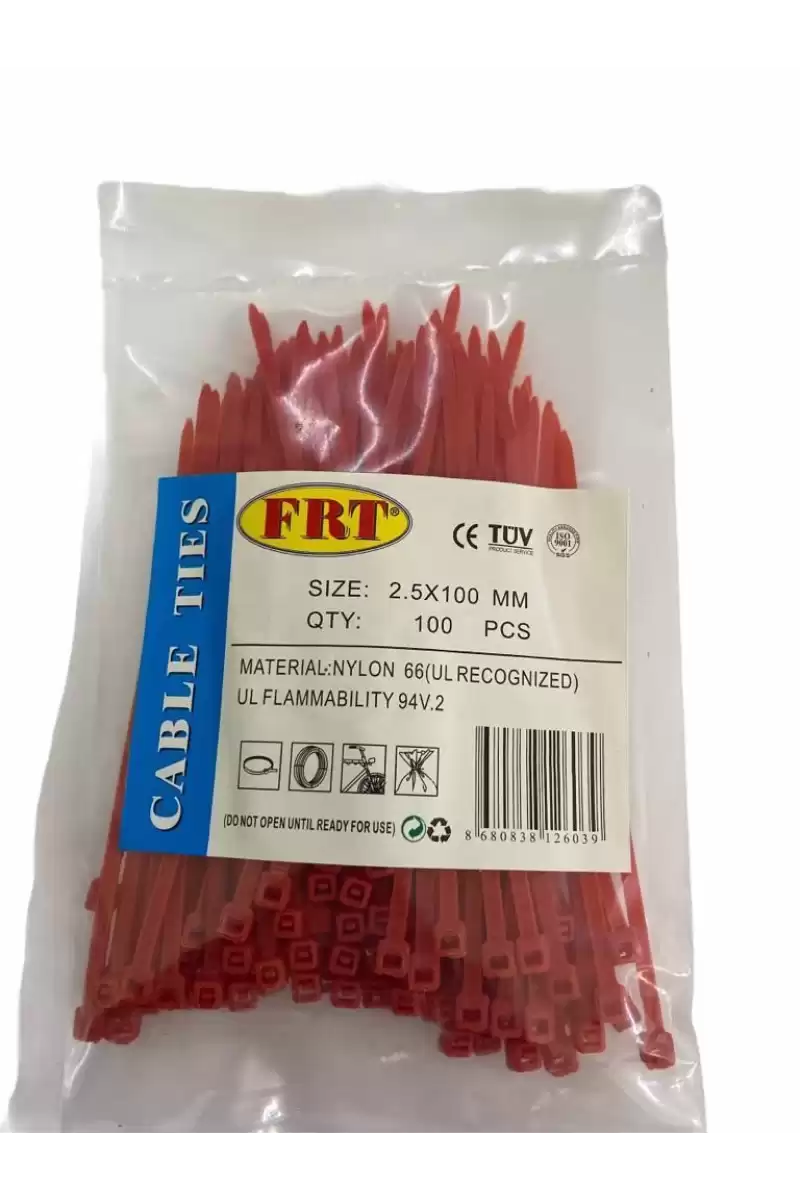 CABLE TIES
FRT®
CE TÜV
PRODUCT SERVICE
ISO
9001
SIZE: 2.5X100 MM
QTY: 100 PCS
MATERIAL:NYLON 66(UL RECOGNIZED)
UL FLAMMABILITY 94V.2
(DO NOT OPEN UNTIL READY FOR USE)
8 680838 126039